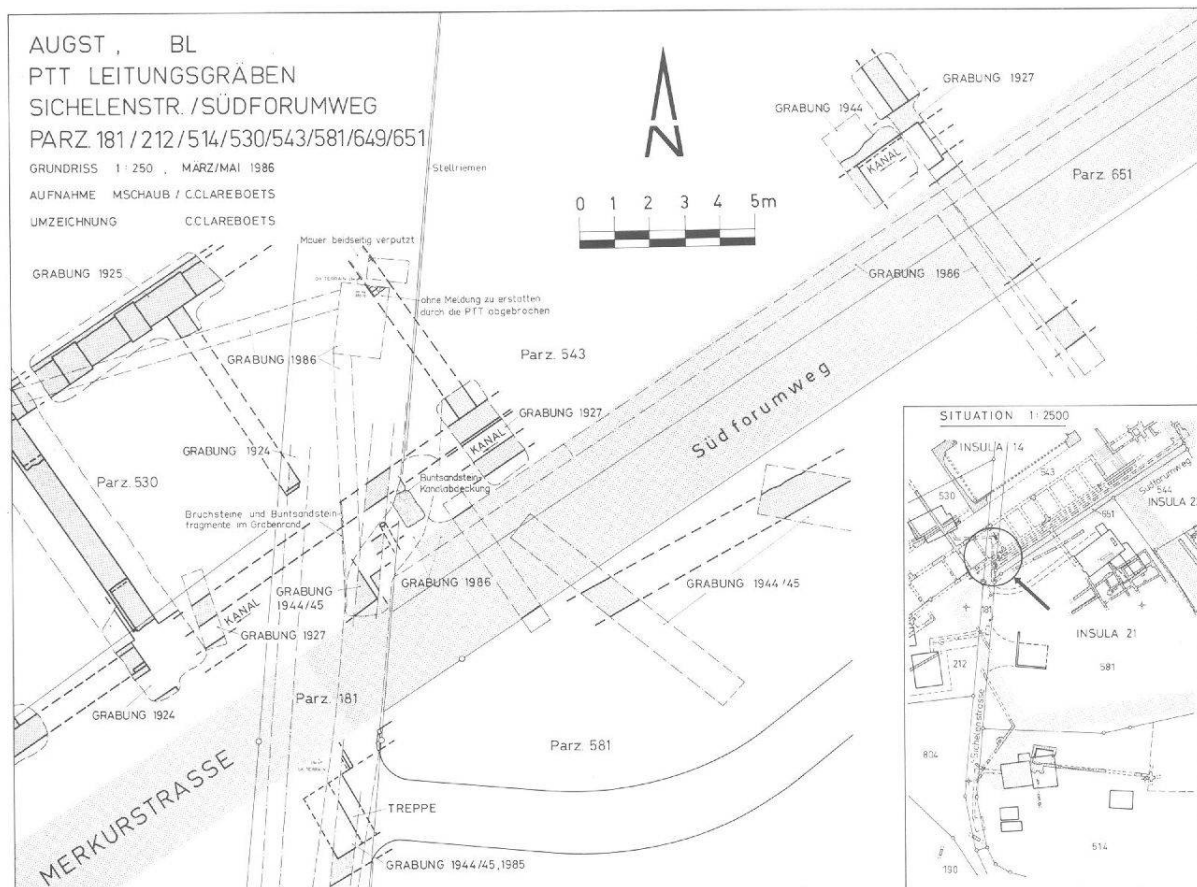 AUGST , BL
PTT LEITUNGSGRÄBEN
SICHELENSTR. / SÜDFORUMWEG
PARZ. 181 / 212 / 514 / 530 / 543 / 581 / 649 / 651
GRUNDRISS 1 : 250 , MÄRZ/MAI 1986
AUFNAHME MSCHAUB / C.CLAREBOETS
UMZEICHNUNG C.CLAREBOETS
Stellriemen
N
0 1 2 3 4 5m
GRABUNG 1927
GRABUNG 1944
KANAL
Parz. 651
GRABUNG 1986
Mauer beidseitig verputzt
GRABUNG 1925
ohne Meldung zu erstatten
durch die PTT abgebrochen
Parz. 543
GRABUNG 1986
Südforumweg
GRABUNG 1927
KANAL
GRABUNG 1924
Parz. 530
Buntsandstein-
Kanalabdeckung
Bruchsteine und Buntsandstein-
fragmente im Grabenrand
GRABUNG 1986
GRABUNG
1944/45
GRABUNG 1944/45
KANAL
GRABUNG 1927
GRABUNG 1924
Parz. 181
Parz. 581
MERKURSTRASSE
TREPPE
GRABUNG 1944/45, 1985
SITUATION 1 : 2500
INSULA 14
543
530
Südforumweg
544
INSULA 2
651
181
INSULA 21
212
581
Sichelenstrasse
804
514
190